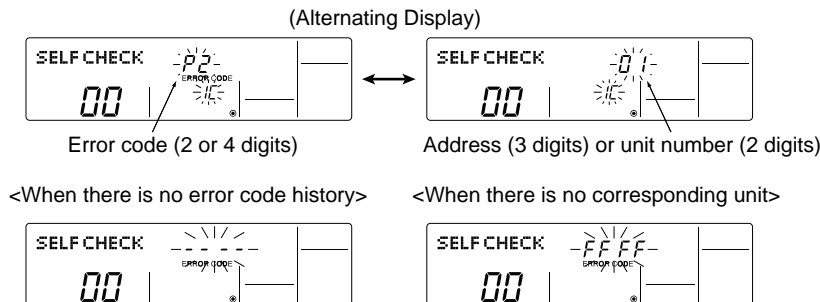 (Alternating Display)
SELF CHECK
P2
ERROR CODE
1C
00
SELF CHECK
01
1C
00
Error code (2 or 4 digits)
Address (3 digits) or unit number (2 digits)
<When there is no error code history>
<When there is no corresponding unit>
SELF CHECK
- - - -
ERROR CODE
00
SELF CHECK
FFFF
ERROR CODE
00